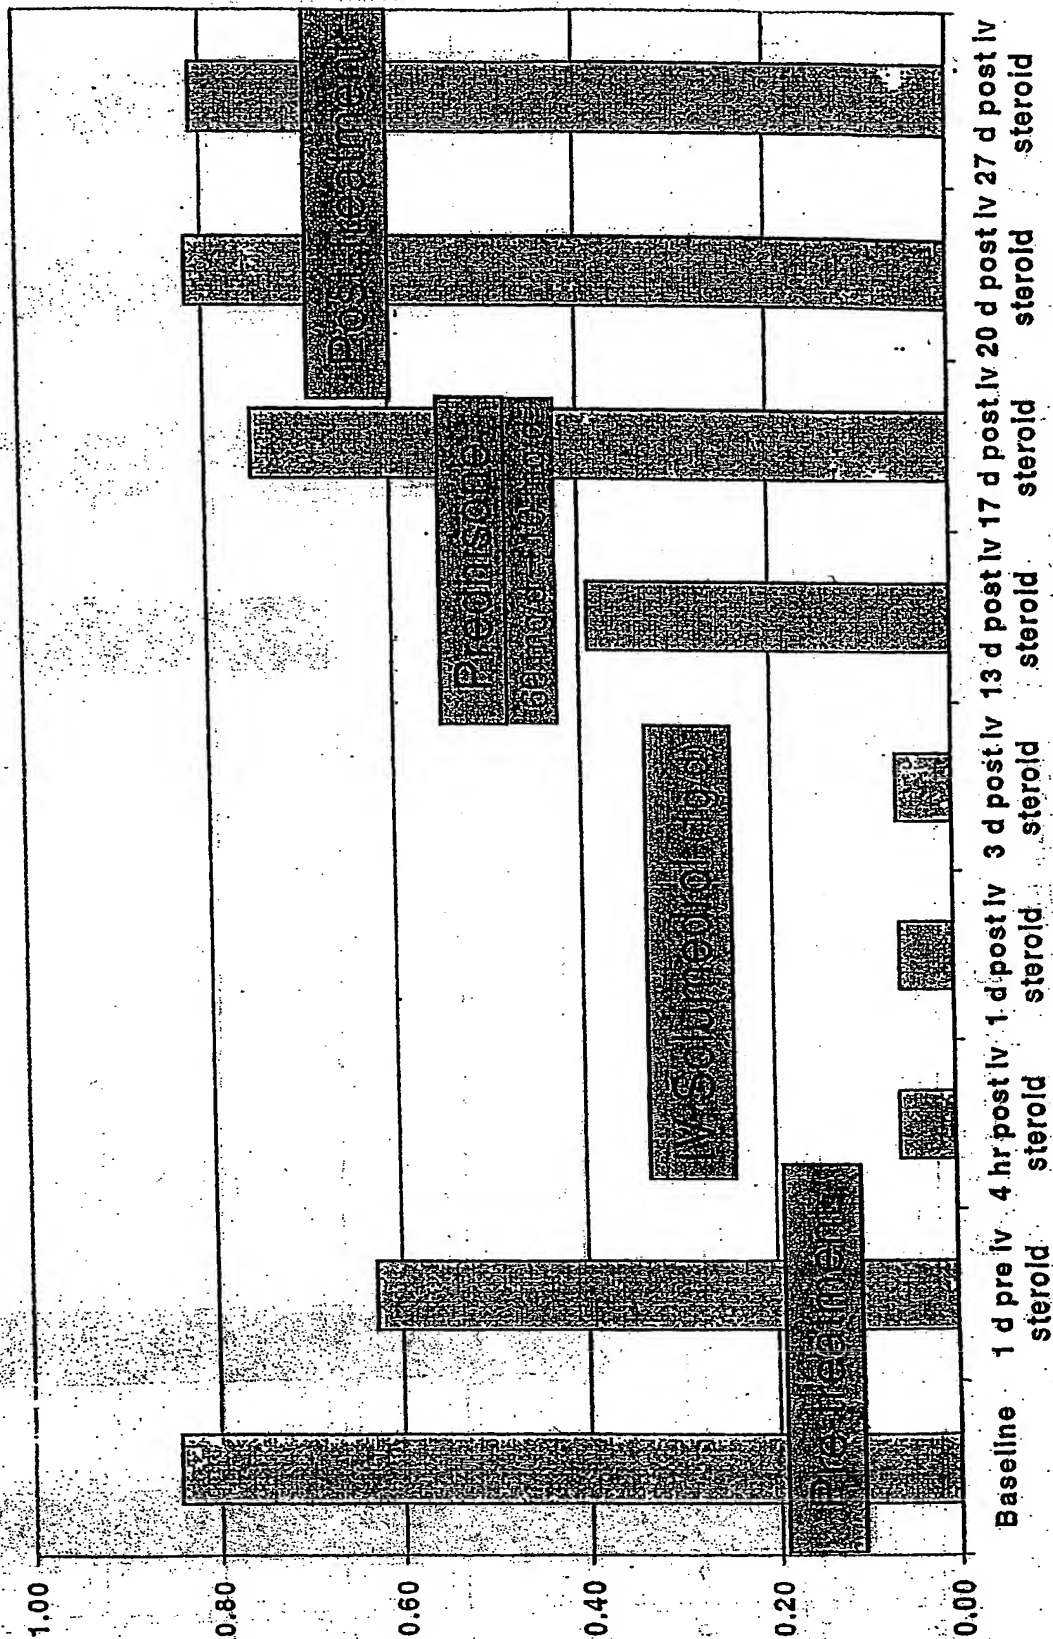 1.00
0.80
0.60
0.40
0.20
0.00
Pre-Treatment
IV-Solumedrol
Prednisone
Post-Treatment
Baseline 1 d pre iv 4 hr post iv 1 d post iv 3 d post iv 13 d post iv 17 d post iv 20 d post iv 27 d post iv
steroid steroid steroid steroid steroid steroid steroid steroid